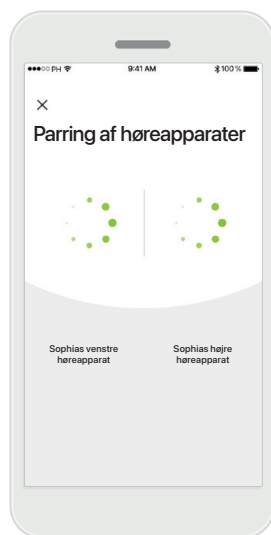 PH 9:41 AM 100 %
Parring af høreapparater
Sophias venstre
høreapparat
Sophias højre
høreapparat